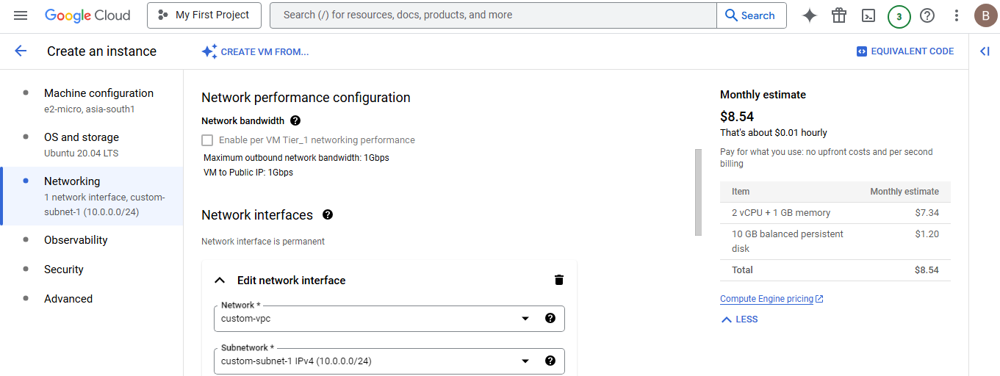 Google Cloud
My First Project
Search (/) for resources, docs, products, and more
Search
3
B
Create an instance
CREATE VM FROM...
EQUIVALENT CODE
Machine configuration
e2-micro, asia-south1
OS and storage
Ubuntu 20.04 LTS
Networking
1 network interface, custom-
subnet-1 (10.0.0.0/24)
Observability
Security
Advanced
Network performance configuration
Network bandwidth
Enable per VM Tier_1 networking performance
Maximum outbound network bandwidth: 1Gbps
VM to Public IP: 1Gbps
Network interfaces
Network interface is permanent
Edit network interface
Network *
custom-vpc
Subnetwork *
custom-subnet-1 IPv4 (10.0.0.0/24)
Monthly estimate
$8.54
That's about $0.01 hourly
Pay for what you use: no upfront costs and per second
billing
Item Monthly estimate
2 vCPU + 1 GB memory $7.34
10 GB balanced persistent $1.20
disk
Total $8.54
Compute Engine pricing
LESS